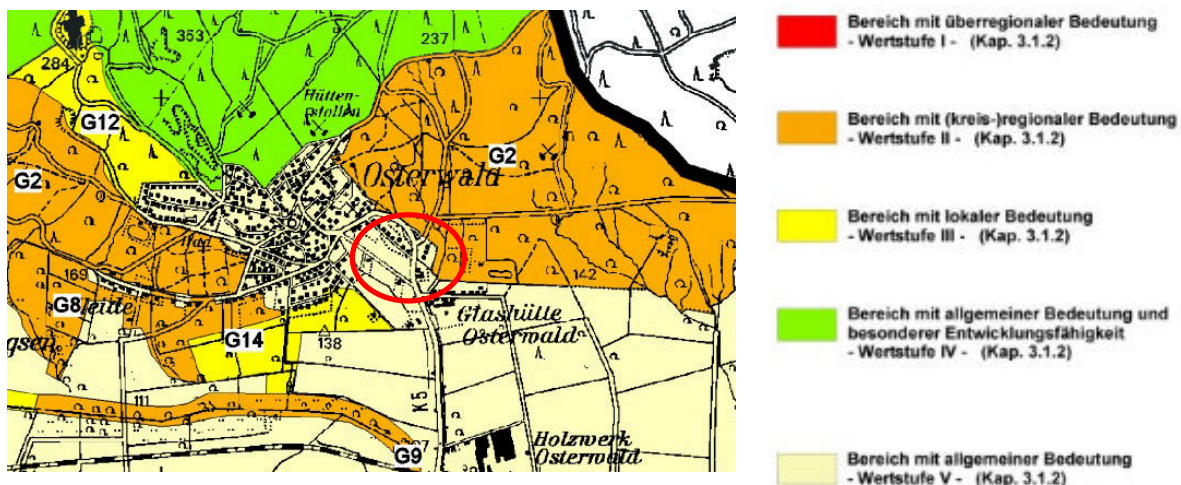 353
237
284
Hütten-
stollen
G12
G2
G2
Osterwald
Bad
169
142
G8
Glashütte
Osterwald
G14
138
111
K5
G9
Holzwerk
Osterwald
Bereich mit überregionaler Bedeutung
- Wertstufe I - (Kap. 3.1.2)
Bereich mit (kreis-)regionaler Bedeutung
- Wertstufe II - (Kap. 3.1.2)
Bereich mit lokaler Bedeutung
- Wertstufe III - (Kap. 3.1.2)
Bereich mit allgemeiner Bedeutung und
besonderer Entwicklungsfähigkeit
- Wertstufe IV - (Kap. 3.1.2)
Bereich mit allgemeiner Bedeutung
- Wertstufe V - (Kap. 3.1.2)